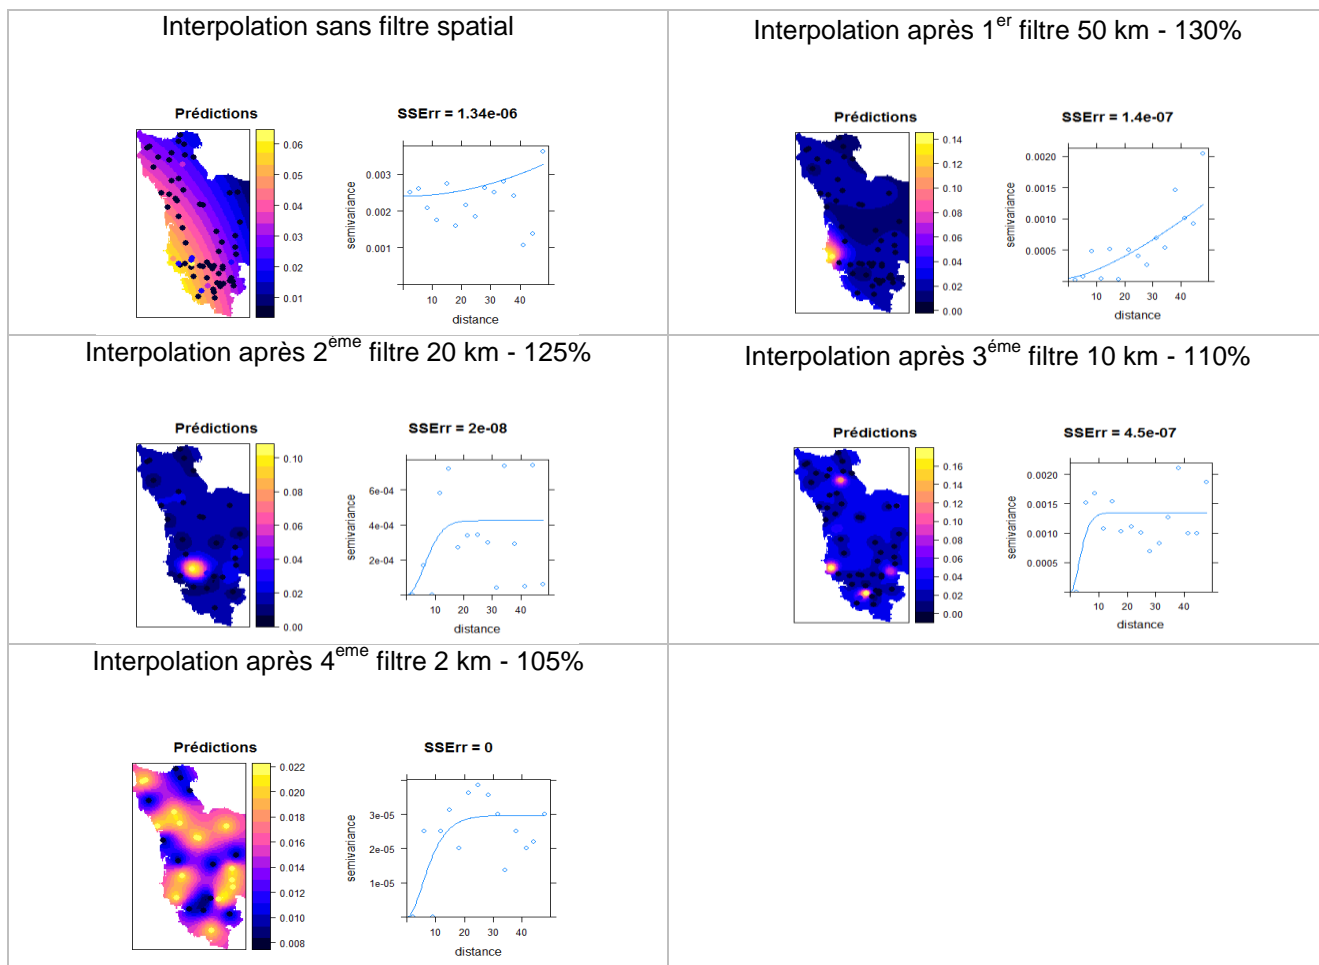 Interpolation sans filtre spatial
Prédictions
0.06
0.05
0.04
0.03
0.02
0.01
SSErr = 1.34e-06
semivariance
0.003
0.002
0.001
10 20 30 40
distance
Interpolation après 1er filtre 50 km - 130%
Prédictions
0.14
0.12
0.10
0.08
0.06
0.04
0.02
0.00
SSErr = 1.4e-07
semivariance
0.0020
0.0015
0.0010
0.0005
10 20 30 40
distance
Interpolation après 2ème filtre 20 km - 125%
Prédictions
0.10
0.08
0.06
0.04
0.02
0.00
SSErr = 2e-08
semivariance
6e-04
4e-04
2e-04
10 20 30 40
distance
Interpolation après 3éme filtre 10 km - 110%
Prédictions
0.16
0.14
0.12
0.10
0.08
0.06
0.04
0.02
0.00
SSErr = 4.5e-07
semivariance
0.0020
0.0015
0.0010
0.0005
10 20 30 40
distance
Interpolation après 4eme filtre 2 km - 105%
Prédictions
0.022
0.020
0.018
0.016
0.014
0.012
0.010
0.008
SSErr = 0
semivariance
3e-05
2e-05
1e-05
10 20 30 40
distance